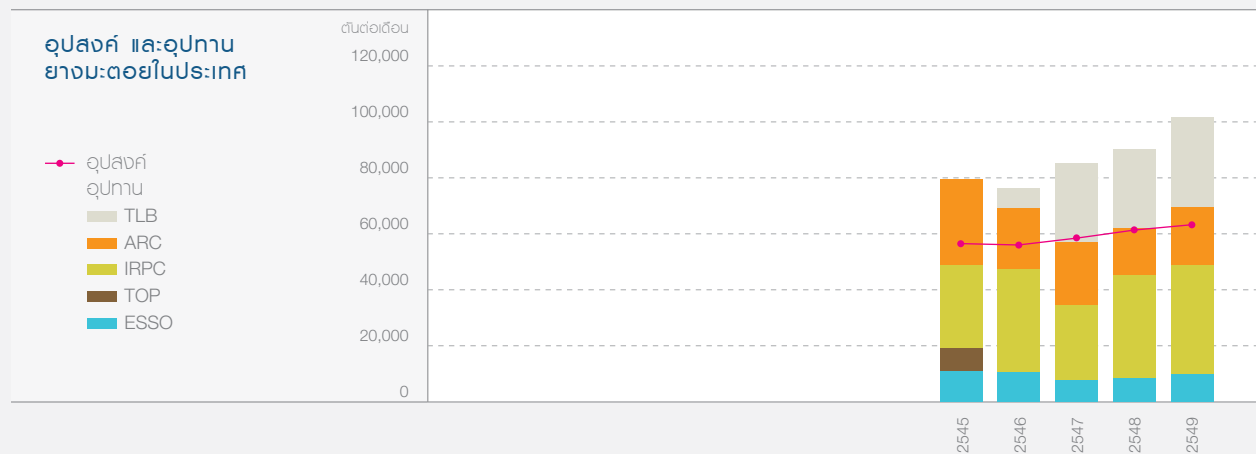 อุปสงค์ และอุปทาน
ยางมะตอยในประเทศ
อุปสงค์
อุปทาน
TLB
ARC
IRPC
TOP
ESSO
ตันต่อเดือน
120,000
100,000
80,000
60,000
40,000
20,000
0
2545
2546
2547
2548
2549